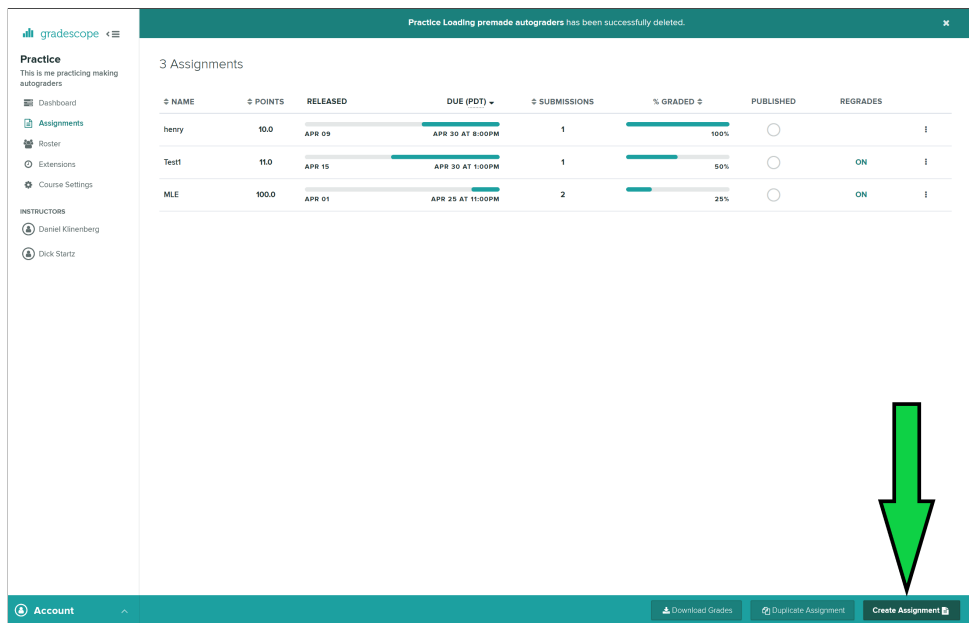 Practice Loading premade autograders has been successfully deleted. ×
gradescope
Practice
This is me practicing making
autograders
Dashboard
Assignments
Roster
Extensions
Course Settings
INSTRUCTORS
Daniel Klinenberg
Dick Startz
3 Assignments
NAME POINTS RELEASED DUE (PDT) SUBMISSIONS % GRADED PUBLISHED REGRADES
henry 10.0 APR 09 APR 30 AT 8:00PM 1 100%
Test1 11.0 APR 15 APR 30 AT 1:00PM 1 50% ON
MLE 100.0 APR 01 APR 25 AT 11:00PM 2 25% ON
Account Download Grades Duplicate Assignment Create Assignment